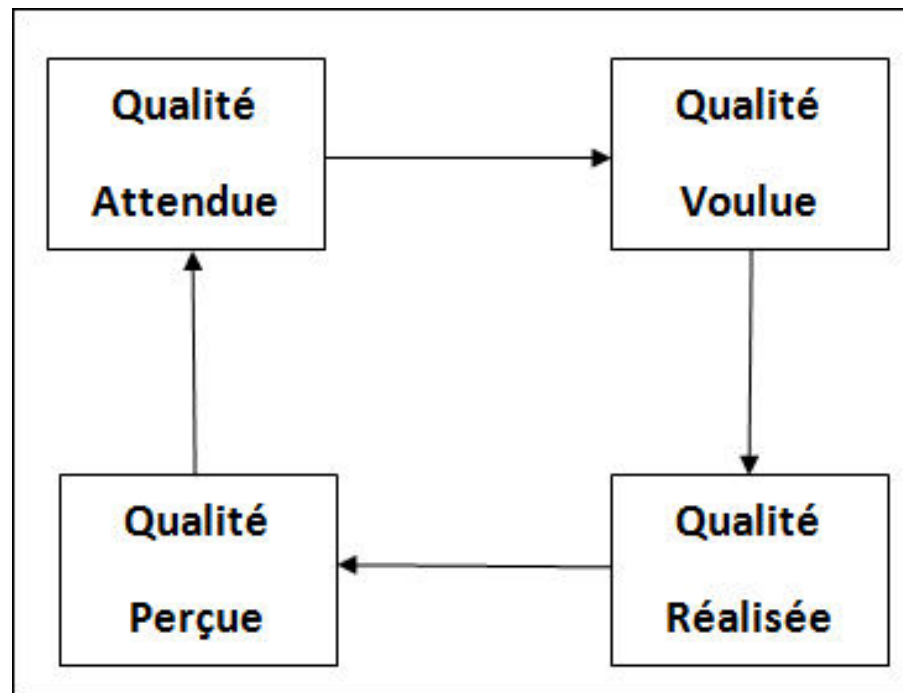 Qualité
Attendue
Qualité
Voulue
Qualité
Perçue
Qualité
Réalisée